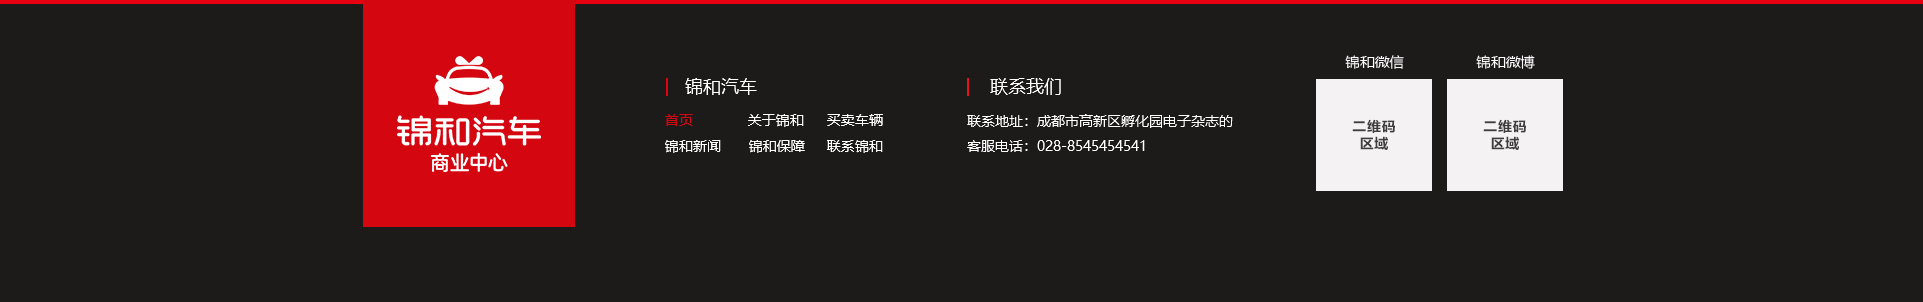 锦和汽车
商业中心
锦和汽车
首页 关于锦和 买卖车辆
锦和新闻 锦和保障 联系锦和
联系我们
联系地址：成都市高新区孵化园电子杂志的
客服电话：028-8545454541
锦和微信
二维码
区域
锦和微博
二维码
区域